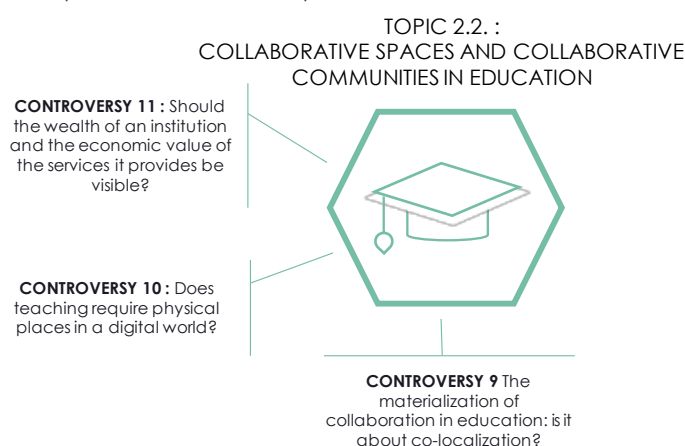 TOPIC 2.2. :
COLLABORATIVE SPACES AND COLLABORATIVE
COMMUNITIES IN EDUCATION
CONTROVERSY 11 : Should
the wealth of an institution
and the economic value of
the services it provides be
visible?
CONTROVERSY 10 : Does
teaching require physical
places in a digital world?
CONTROVERSY 9 The
materialization of
collaboration in education: is it
about co-localization?